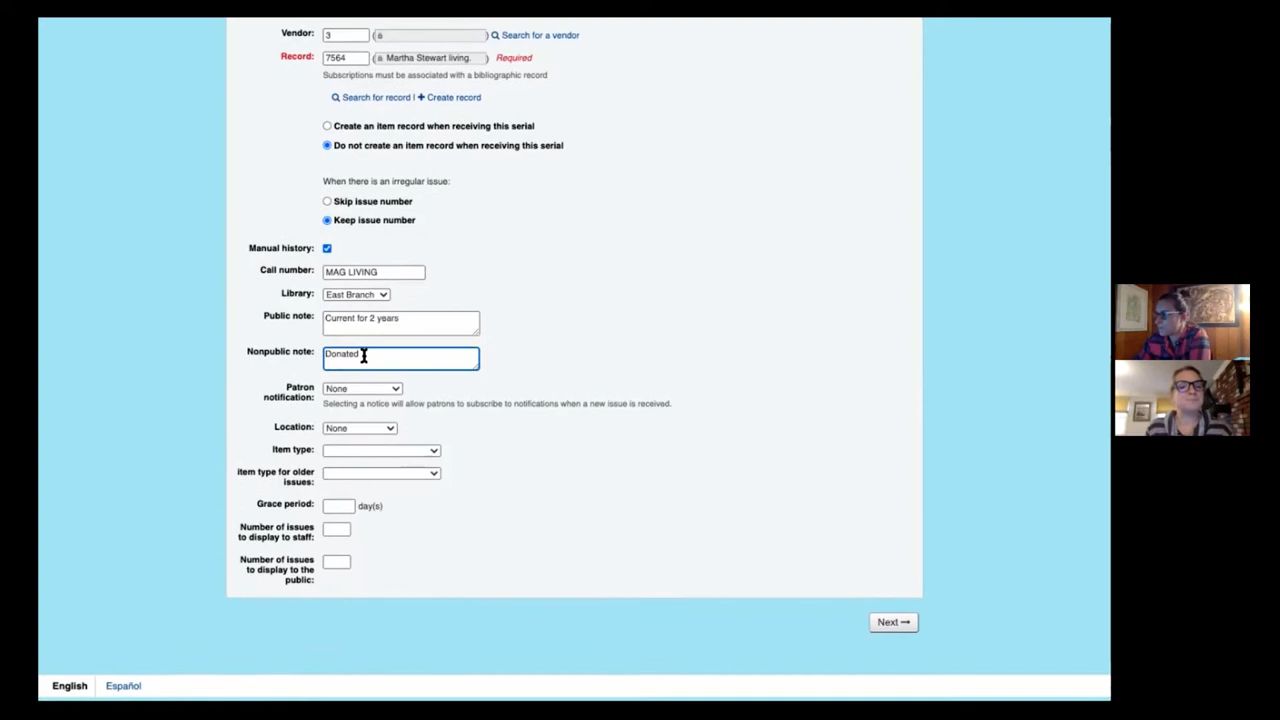 Vendor: 3 ( ) Search for a vendor
Record: 7564 ( Martha Stewart living. ) Required
Subscriptions must be associated with a bibliographic record
Search for record | + Create record
Create an item record when receiving this serial
Do not create an item record when receiving this serial
When there is an irregular issue:
Skip issue number
Keep issue number
Manual history:
Call number: MAG LIVING
Library: East Branch
Public note: Current for 2 years
Nonpublic note: Donated
Patron notification: None
Selecting a notice will allow patrons to subscribe to notifications when a new issue is received.
Location: None
Item type:
Item type for older
issues:
Grace period: day(s)
Number of issues
to display to staff:
Number of issues
to display to the
public:
Next →
English Español